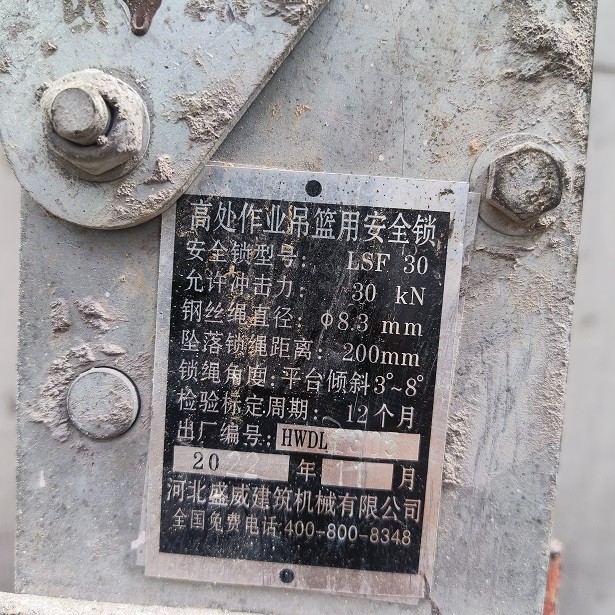 高处作业吊篮用安全锁
安全锁型号: LSF 30
允许冲击力: 30 kN
钢丝绳直径: φ8.3 mm
坠落锁绳距离: 200mm
锁绳角度: 平台倾斜3°~8°
检验标定周期: 12个月
出厂编号: HWDL
2022年 月
河北盛威建筑机械有限公司
全国免费电话:400-800-8348